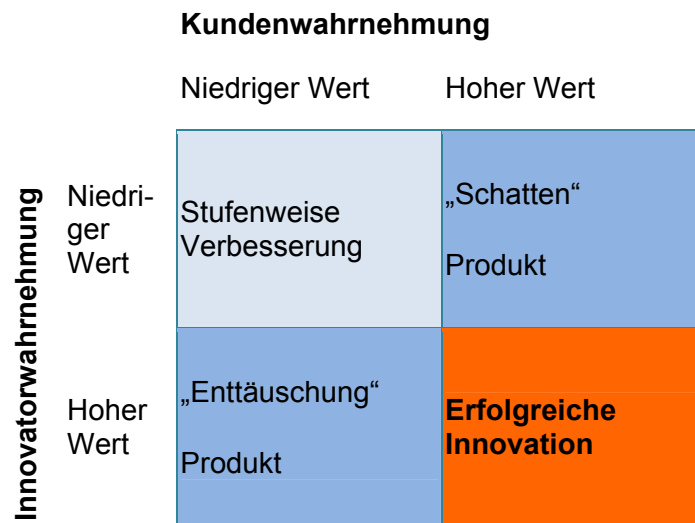 Kundenwahrnehmung
Niedriger Wert
Hoher Wert
Innovatorwahrnehmung
Niedri-
ger
Wert
Stufenweise
Verbesserung
„Schatten“
Produkt
Hoher
Wert
„Enttäuschung“
Produkt
Erfolgreiche
Innovation